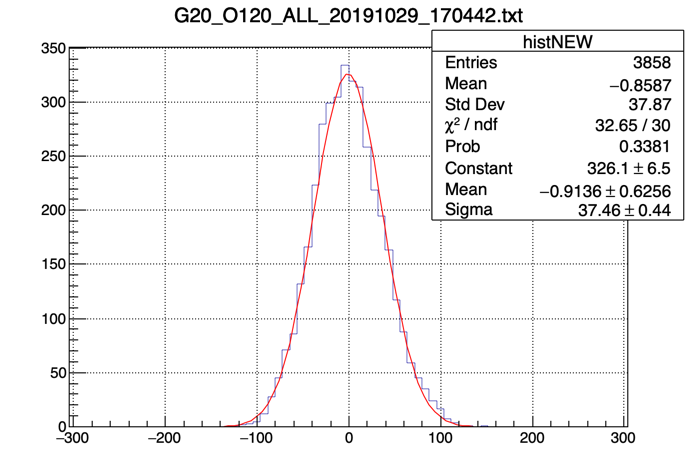 G20_O120_ALL_20191029_170442.txt
histNEW
Entries 3858
Mean −0.8587
Std Dev 37.87
χ² / ndf 32.65 / 30
Prob 0.3381
Constant 326.1 ± 6.5
Mean −0.9136 ± 0.6256
Sigma 37.46 ± 0.44
350
300
250
200
150
100
50
0
−300 −200 −100 0 100 200 300